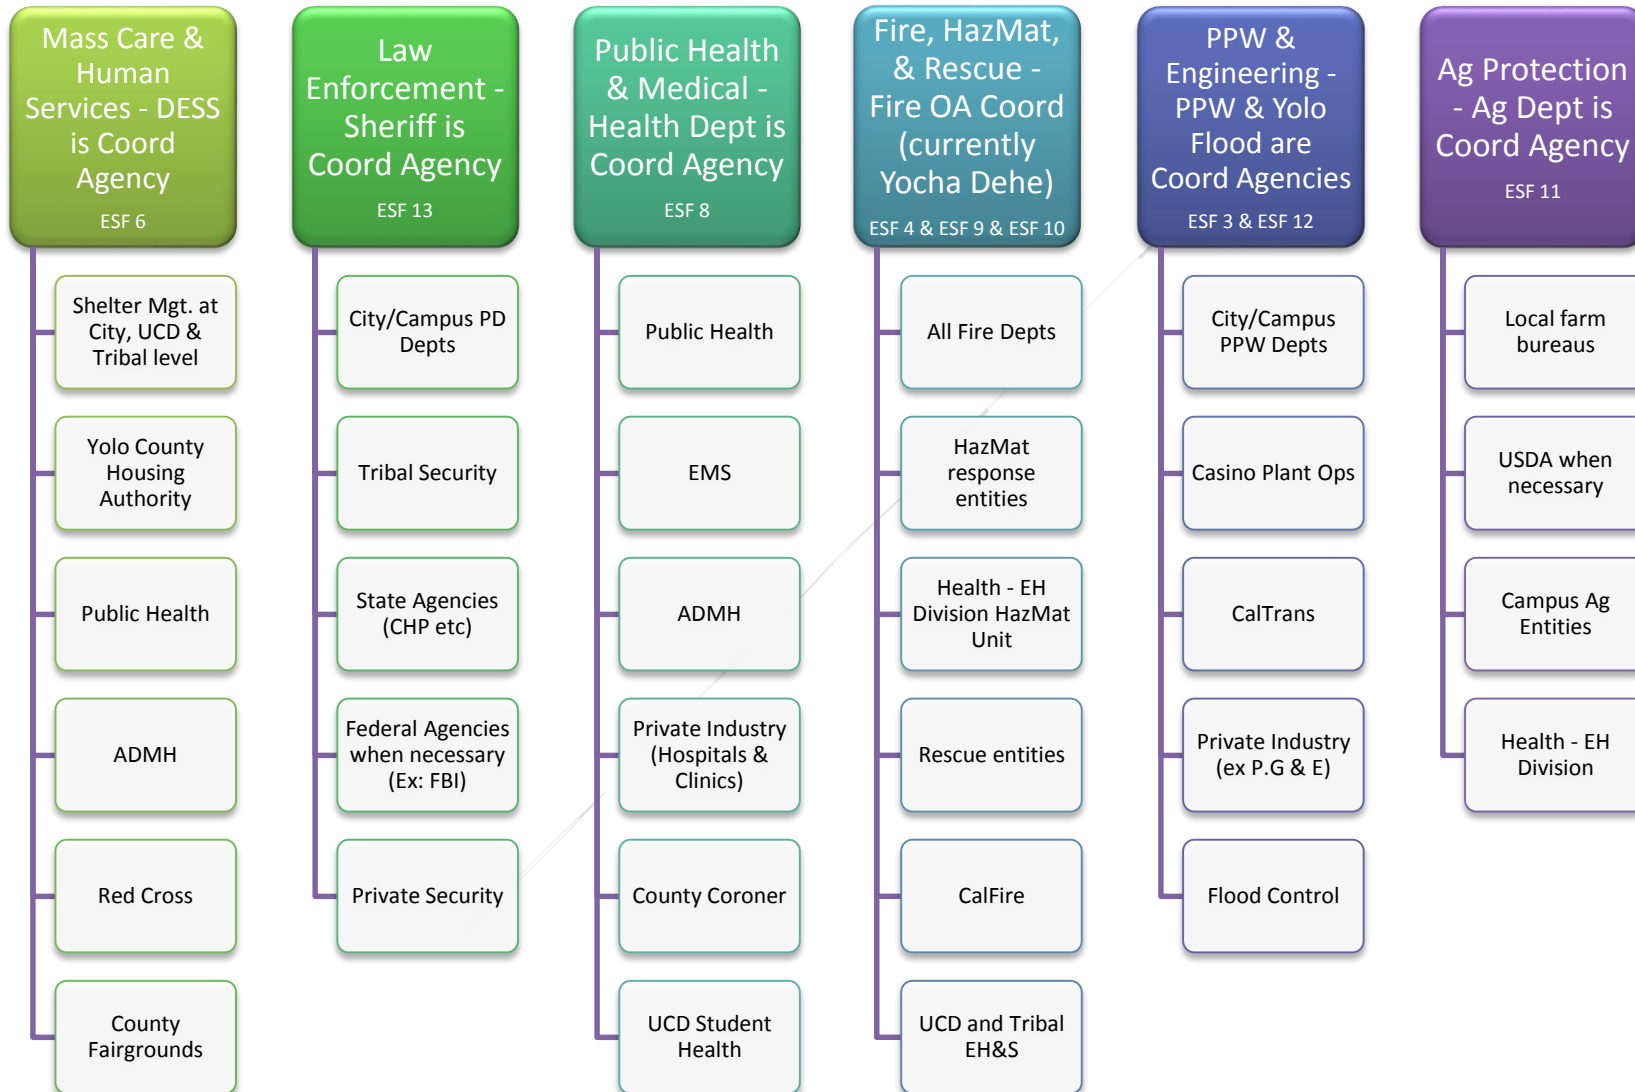 Mass Care &
Human
Services - DESS
is Coord
Agency
ESF 6
Shelter Mgt. at
City, UCD &
Tribal level
Yolo County
Housing
Authority
Public Health
ADMH
Red Cross
County
Fairgrounds
Law
Enforcement -
Sheriff is
Coord Agency
ESF 13
City/Campus PD
Depts
Tribal Security
State Agencies
(CHP etc)
Federal Agencies
when necessary
(Ex: FBI)
Private Security
Public Health
& Medical -
Health Dept is
Coord Agency
ESF 8
Public Health
EMS
ADMH
Private Industry
(Hospitals &
Clinics)
County Coroner
UCD Student
Health
Fire, HazMat,
& Rescue -
Fire OA Coord
(currently
Yocha Dehe)
ESF 4 & ESF 9 & ESF 10
All Fire Depts
HazMat
response
entities
Health - EH
Division HazMat
Unit
Rescue entities
CalFire
UCD and Tribal
EH&S
PPW &
Engineering -
PPW & Yolo
Flood are
Coord Agencies
ESF 3 & ESF 12
City/Campus
PPW Depts
Casino Plant Ops
CalTrans
Private Industry
(ex P.G & E)
Flood Control
Ag Protection
- Ag Dept is
Coord Agency
ESF 11
Local farm
bureaus
USDA when
necessary
Campus Ag
Entities
Health - EH
Division